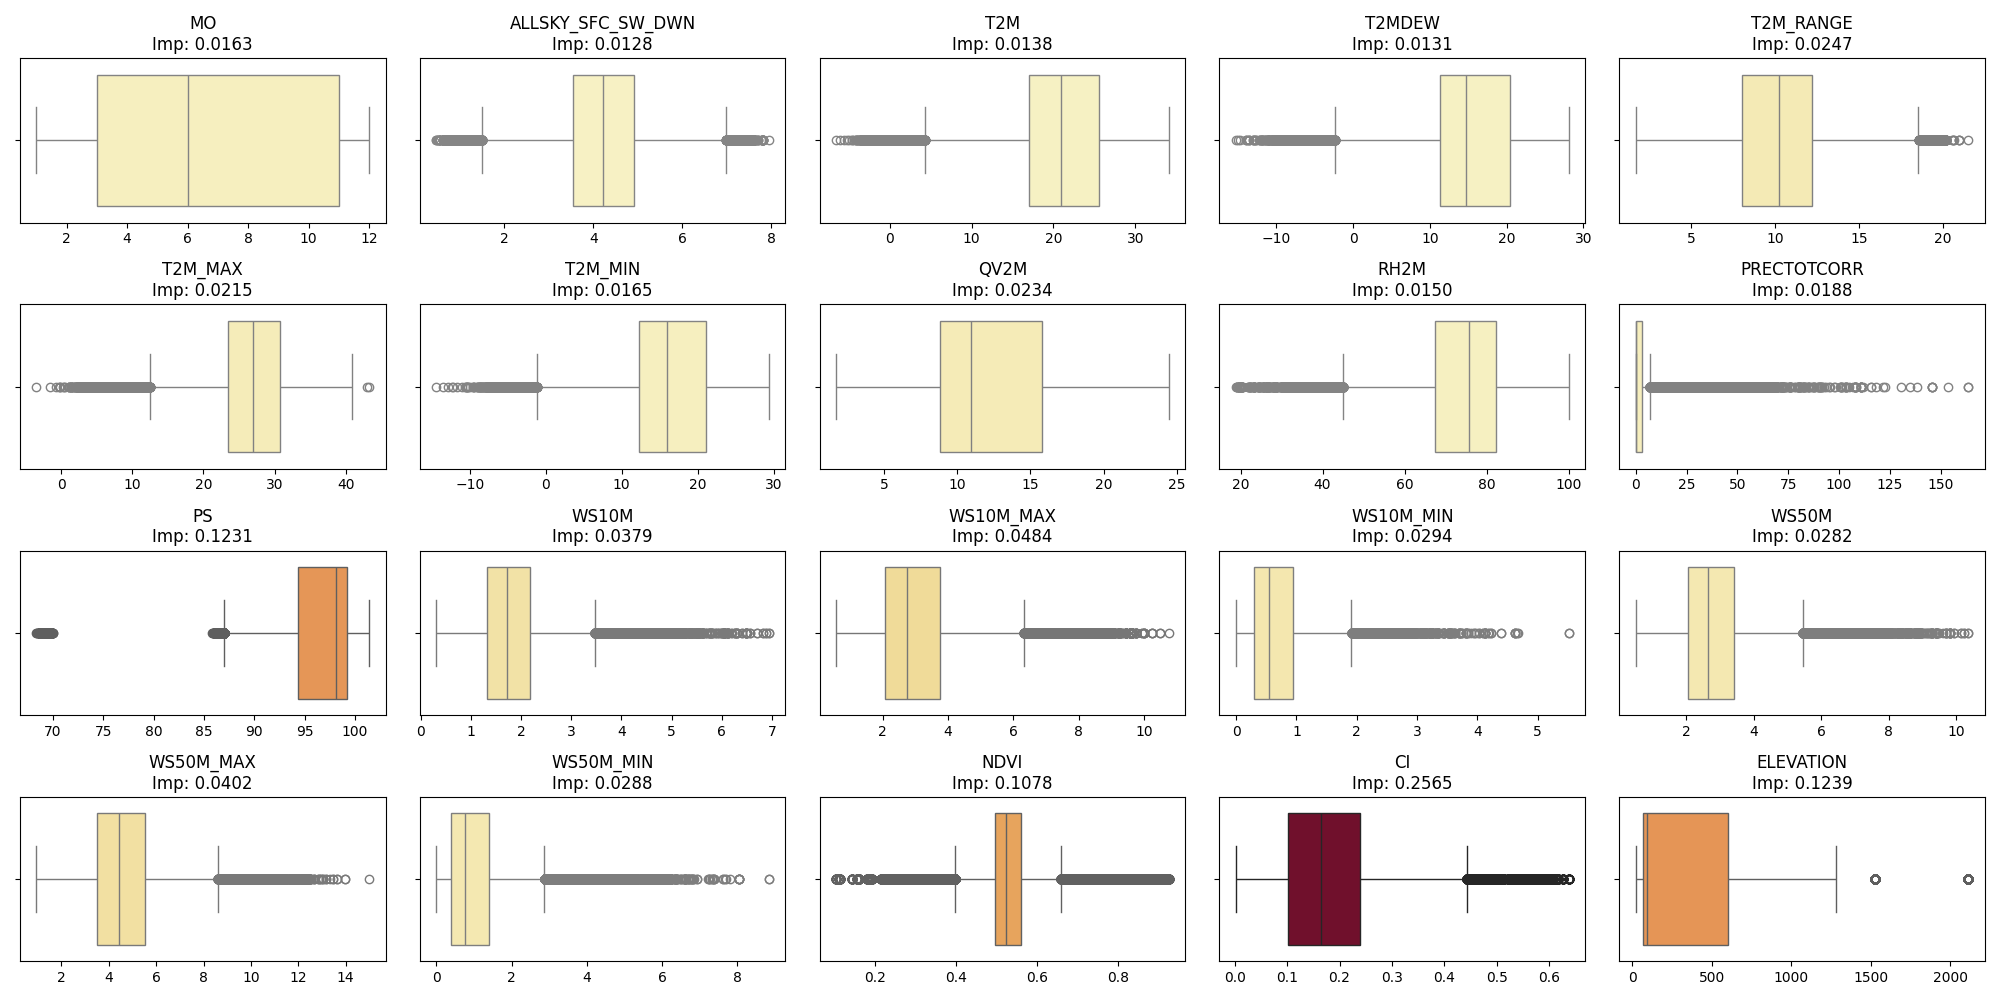 MO
Imp: 0.0163
2 4 6 8 10 12
ALLSKY_SFC_SW_DWN
Imp: 0.0128
2 4 6 8
T2M
Imp: 0.0138
0 10 20 30
T2MDEW
Imp: 0.0131
−10 0 10 20 30
T2M_RANGE
Imp: 0.0247
5 10 15 20
T2M_MAX
Imp: 0.0215
0 10 20 30 40
T2M_MIN
Imp: 0.0165
−10 0 10 20 30
QV2M
Imp: 0.0234
5 10 15 20 25
RH2M
Imp: 0.0150
20 40 60 80 100
PRECTOTCORR
Imp: 0.0188
0 25 50 75 100 125 150
PS
Imp: 0.1231
70 75 80 85 90 95 100
WS10M
Imp: 0.0379
0 1 2 3 4 5 6 7
WS10M_MAX
Imp: 0.0484
2 4 6 8 10
WS10M_MIN
Imp: 0.0294
0 1 2 3 4 5
WS50M
Imp: 0.0282
2 4 6 8 10
WS50M_MAX
Imp: 0.0402
2 4 6 8 10 12 14
WS50M_MIN
Imp: 0.0288
0 2 4 6 8
NDVI
Imp: 0.1078
0.2 0.4 0.6 0.8
CI
Imp: 0.2565
0.0 0.1 0.2 0.3 0.4 0.5 0.6
ELEVATION
Imp: 0.1239
0 500 1000 1500 2000